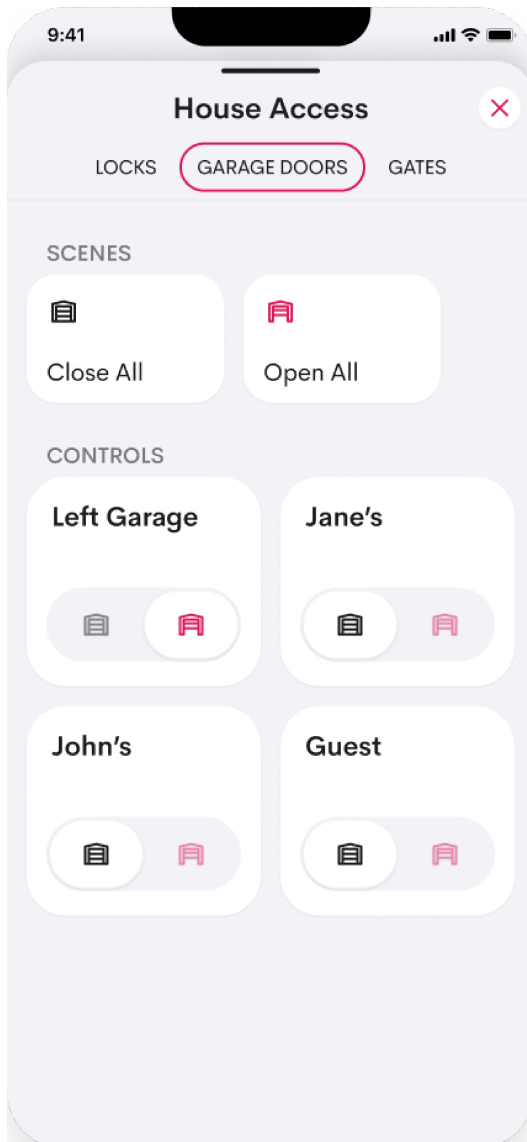 9:41
House Access
LOCKS GARAGE DOORS GATES
SCENES
Close All Open All
CONTROLS
Left Garage Jane’s
John’s Guest